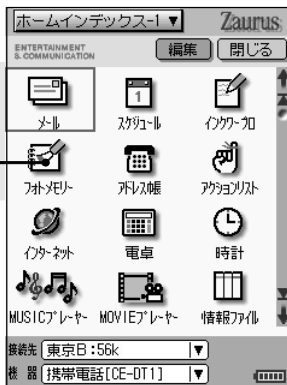 ホームインデックス-1 ▼
Zaurus
ENTERTAINMENT
& COMMUNICATION
編集
閉じる
メール
スケジュール
インクワープロ
フォトメモリー
アドレス帳
アクションリスト
インターネット
電卓
時計
MUSICプレーヤー
MOVIEプレーヤー
情報ファイル
接続先 東京B:56k ▼
機 器 携帯電話[CE-DT1] ▼